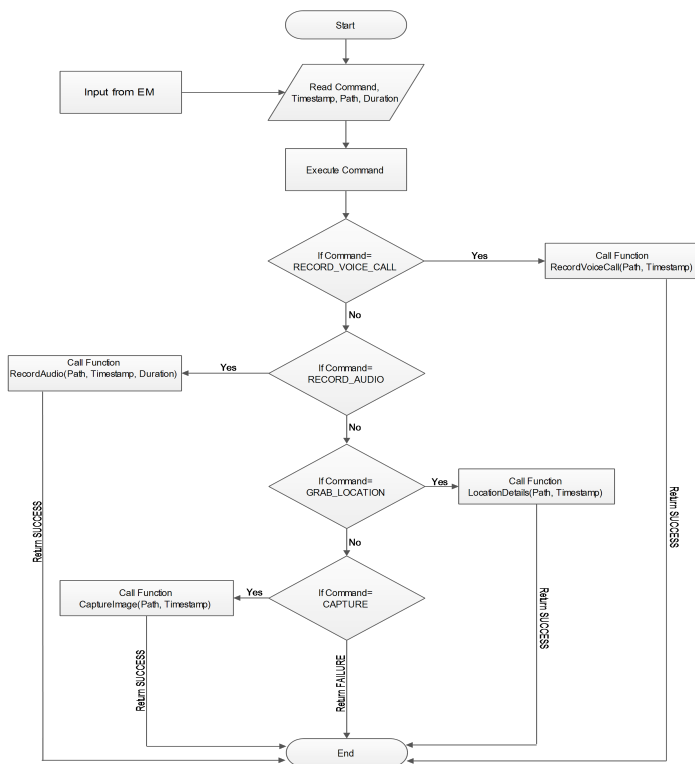 Start
Input from EM
Read Command,
Timestamp, Path, Duration
Execute Command
If Command=
RECORD_VOICE_CALL
Yes
Call Function
RecordVoiceCall(Path, Timestamp)
No
Call Function
RecordAudio(Path, Timestamp, Duration)
Yes
If Command=
RECORD_AUDIO
No
If Command=
GRAB_LOCATION
Yes
Call Function
LocationDetails(Path, Timestamp)
No
Call Function
CaptureImage(Path, Timestamp)
Yes
If Command=
CAPTURE
Return SUCCESS
Return SUCCESS
Return FAILURE
Return SUCCESS
Return SUCCESS
End